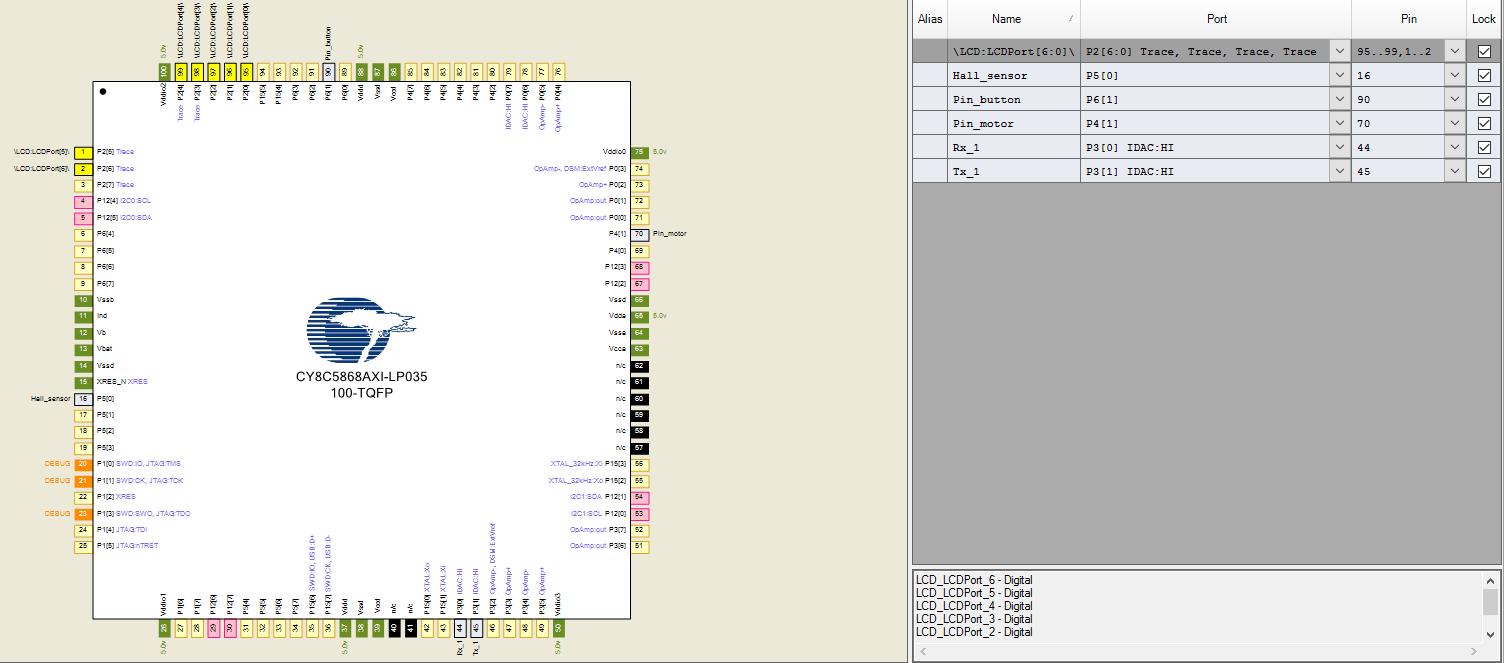 \LCD:LCDPort[4]\
\LCD:LCDPort[3]\
\LCD:LCDPort[2]\
\LCD:LCDPort[1]\
\LCD:LCDPort[0]\
Pin_button
5.0v
5.0v
100 99 98 97 96 95 94 93 92 91 90 89 88 87 86 85 84 83 82 81 80 79 78 77 76
Vddio2
P2[4] Trace
P2[3] Trace
P2[2]
P2[1]
P2[0]
P15[5]
P15[4]
P6[3]
P6[2]
P6[1]
P6[0]
Vddd
Vssd
Vccd
P4[7]
P4[6]
P4[5]
P4[4]
P4[3]
P4[2]
P0[7] IDAC:HI
P0[6] IDAC:HI
P0[5] OpAmp-
P0[4] OpAmp+
\LCD:LCDPort[5]\ 1 P2[5] Trace
\LCD:LCDPort[6]\ 2 P2[6] Trace
3 P2[7] Trace
4 P12[4] I2C0:SCL
5 P12[5] I2C0:SDA
6 P6[4]
7 P6[5]
8 P6[6]
9 P6[7]
10 Vssb
11 Ind
12 Vb
13 Vbat
14 Vssd
15 XRES_N XRES
Hall_sensor 16 P5[0]
17 P5[1]
18 P5[2]
19 P5[3]
DEBUG 20 P1[0] SWD:IO, JTAG:TMS
DEBUG 21 P1[1] SWD:CK, JTAG:TCK
22 P1[2] XRES
DEBUG 23 P1[3] SWD:SWO, JTAG:TDO
24 P1[4] JTAG:TDI
25 P1[5] JTAG:nTRST
CY8C5868AXI-LP035
100-TQFP
Vddio0 75 5.0v
OpAmp-, DSM:ExtVref P0[3] 74
OpAmp+ P0[2] 73
OpAmp:out P0[1] 72
OpAmp:out P0[0] 71
P4[1] 70 Pin_motor
P4[0] 69
P12[3] 68
P12[2] 67
Vssd 66
Vdda 65 5.0v
Vssa 64
Vcca 63
n/c 62
n/c 61
n/c 60
n/c 59
n/c 58
n/c 57
XTAL_32kHz:Xi P15[3] 56
XTAL_32kHz:Xo P15[2] 55
I2C1:SDA P12[1] 54
I2C1:SCL P12[0] 53
OpAmp:out P3[7] 52
OpAmp:out P3[6] 51
Vddio1
P1[6]
P1[7]
P12[6]
P12[7]
P5[4]
P5[5]
P5[6]
P5[7]
P15[6] SWD:IO, USB:D+
P15[7] SWD:CK, USB:D-
Vddd
Vssd
Vccd
n/c
n/c
P15[0] XTAL:Xo
P15[1] XTAL:Xi
P3[0] IDAC:HI
P3[1] IDAC:HI
P3[2] OpAmp-, DSM:ExtVref
P3[3] OpAmp+
P3[4] OpAmp-
P3[5] OpAmp+
Vddio3
26 27 28 29 30 31 32 33 34 35 36 37 38 39 40 41 42 43 44 45 46 47 48 49 50
5.0v
5.0v
Rx_1
Tx_1
5.0v
Alias Name Port Pin Lock
\LCD:LCDPort[6:0]\ P2[6:0] Trace, Trace, Trace, Trace 95..99,1..2
Hall_sensor P5[0] 16
Pin_button P6[1] 90
Pin_motor P4[1] 70
Rx_1 P3[0] IDAC:HI 44
Tx_1 P3[1] IDAC:HI 45
LCD_LCDPort_6 - Digital
LCD_LCDPort_5 - Digital
LCD_LCDPort_4 - Digital
LCD_LCDPort_3 - Digital
LCD_LCDPort_2 - Digital